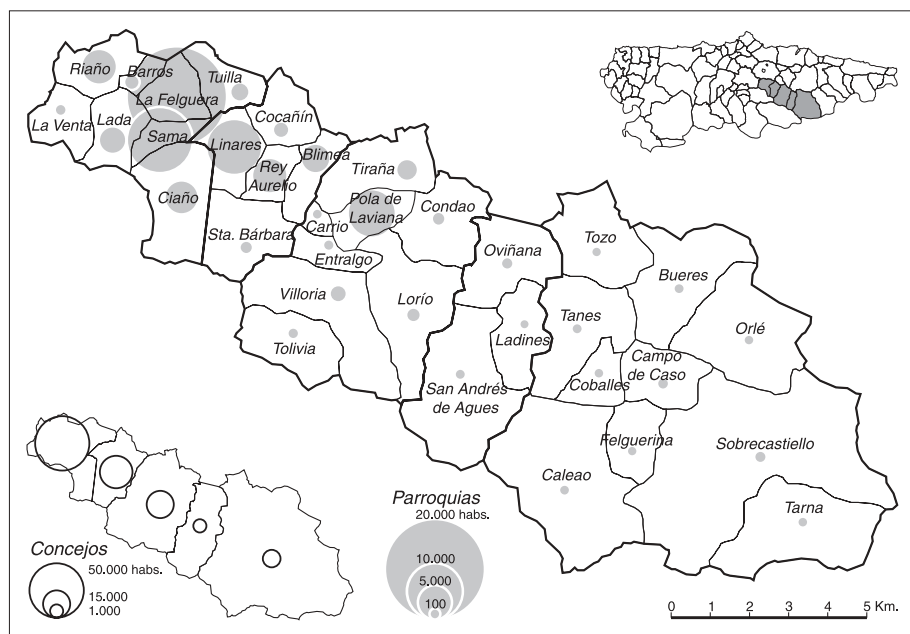 Riaño
Barros
Tuilla
La Felguera
La Venta
Lada
Cocañín
Sama
Linares
Blimea
Rey
Aurelio
Tiraña
Ciaño
Pola de
Laviana
Condao
Carrio
Sta. Bárbara
Entralgo
Oviñana
Tozo
Bueres
Villoria
Lorío
Tanes
Orlé
Ladines
Tolivia
Campo
de Caso
Coballes
San Andrés
de Agues
Felguerina
Sobrecastiello
Caleao
Tarna
Concejos
50.000 habs.
15.000
1.000
Parroquias
20.000 habs.
10.000
5.000
100
0 1 2 3 4 5 Km.